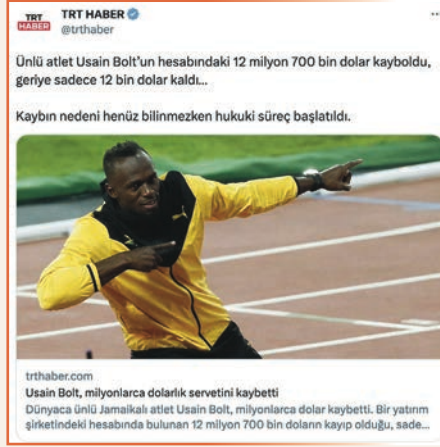 TRT HABER
TRT
HABER
@trthaber
Ünlü atlet Usain Bolt'un hesabındaki 12 milyon 700 bin dolar kayboldu,
geriye sadece 12 bin dolar kaldı...
Kaybın nedeni henüz bilinmezken hukuki süreç başlatıldı.
trthaber.com
Usain Bolt, milyonlarca dolarlık servetini kaybetti
Dünyaca ünlü Jamaikalı atlet Usain Bolt, milyonlarca dolar kaybetti. Bir yatırım
şirketindeki hesabında bulunan 12 milyon 700 bin doların kayıp olduğu, sade...